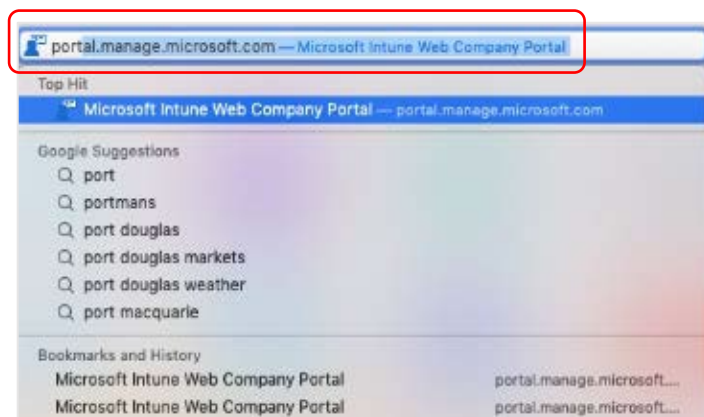 portal.manage.microsoft.com — Microsoft Intune Web Company Portal
Top Hit
Microsoft Intune Web Company Portal — portal.manage.microsoft.com
Google Suggestions
port
portmans
port douglas
port douglas markets
port douglas weather
port macquarie
Bookmarks and History
Microsoft Intune Web Company Portal portal.manage.microsoft....
Microsoft Intune Web Company Portal portal.manage.microsoft....